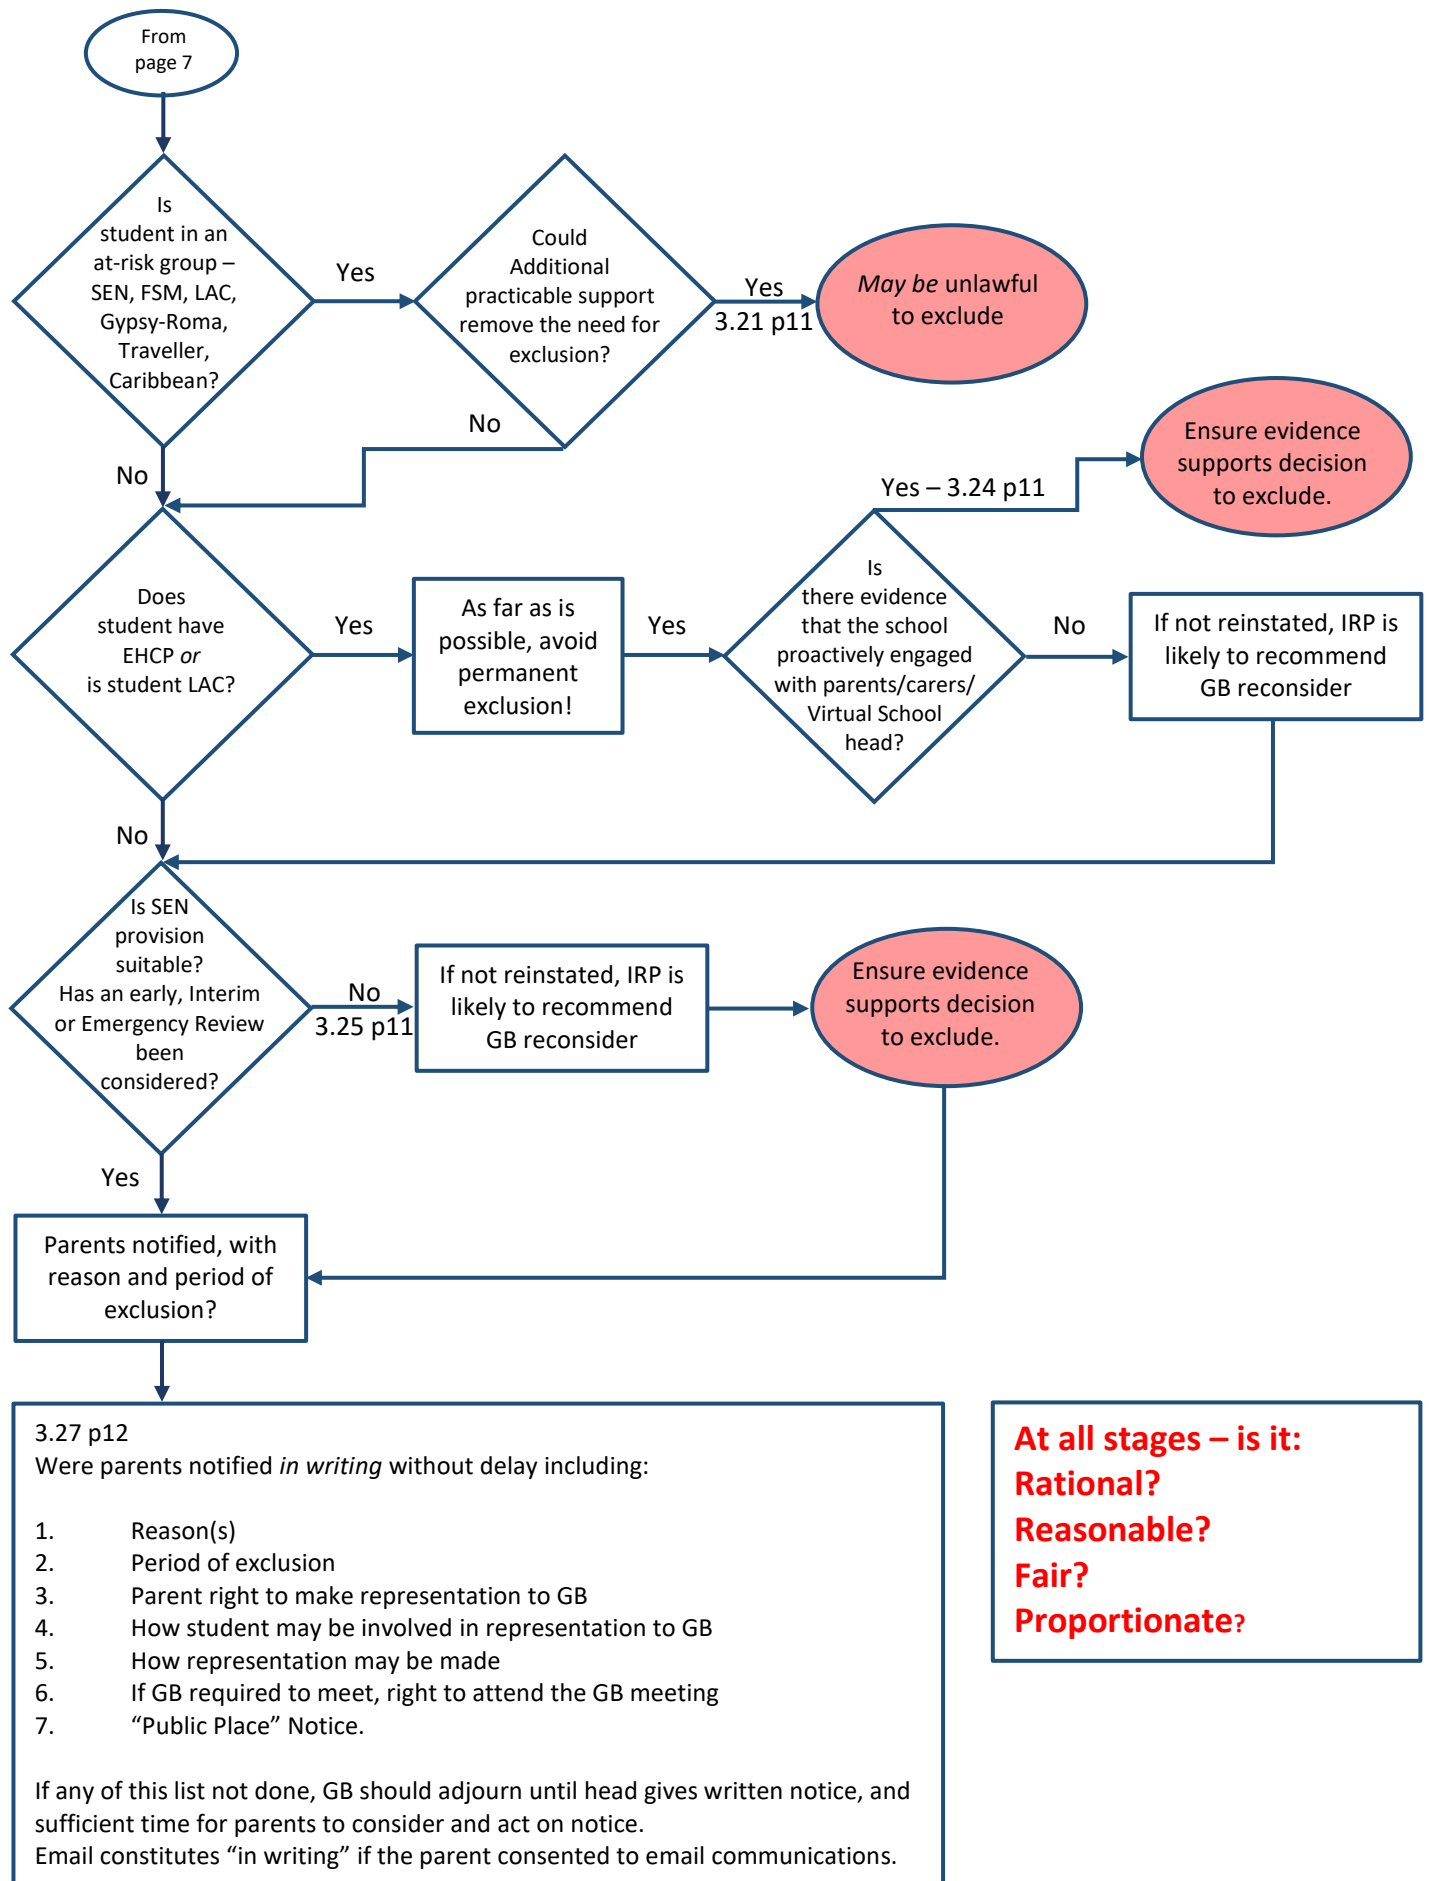 From
page 7
Is
student in an
at-risk group –
SEN, FSM, LAC,
Gypsy-Roma,
Traveller,
Caribbean?
Yes
Could
Additional
practicable support
remove the need for
exclusion?
Yes
3.21 p11
May be unlawful
to exclude
No
No
Ensure evidence
supports decision
to exclude.
Yes – 3.24 p11
Does
student have
EHCP or
is student LAC?
Yes
As far as is
possible, avoid
permanent
exclusion!
Yes
Is
there evidence
that the school
proactively engaged
with parents/carers/
Virtual School
head?
No
If not reinstated, IRP is
likely to recommend
GB reconsider
No
Is SEN
provision
suitable?
Has an early, Interim
or Emergency Review
been
considered?
No
3.25 p11
If not reinstated, IRP is
likely to recommend
GB reconsider
Ensure evidence
supports decision
to exclude.
Yes
Parents notified, with
reason and period of
exclusion?
3.27 p12
Were parents notified in writing without delay including:
1. Reason(s)
2. Period of exclusion
3. Parent right to make representation to GB
4. How student may be involved in representation to GB
5. How representation may be made
6. If GB required to meet, right to attend the GB meeting
7. “Public Place” Notice.
If any of this list not done, GB should adjourn until head gives written notice, and
sufficient time for parents to consider and act on notice.
Email constitutes “in writing” if the parent consented to email communications.
At all stages – is it:
Rational?
Reasonable?
Fair?
Proportionate?